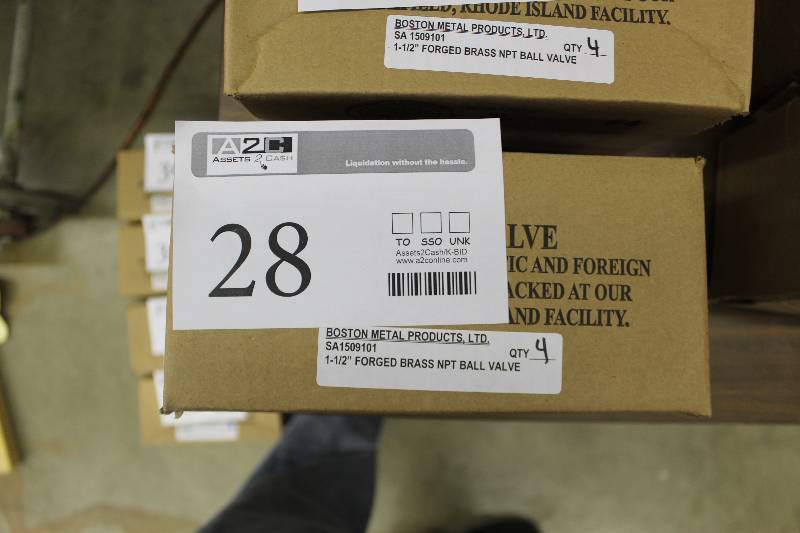 ILLED, RHODE ISLAND FACILITY.
BOSTON METAL PRODUCTS, LTD.
SA 1509101
1-1/2" FORGED BRASS NPT BALL VALVE
QTY 4
A2C
ASSETS 2 CASH
Liquidation without the hassle.
28
TO SSO UNK
Assets2Cash/K-BID
www.a2conline.com
LVE
IC AND FOREIGN
ACKED AT OUR
AND FACILITY.
BOSTON METAL PRODUCTS, LTD.
SA1509101
1-1/2" FORGED BRASS NPT BALL VALVE
QTY 4